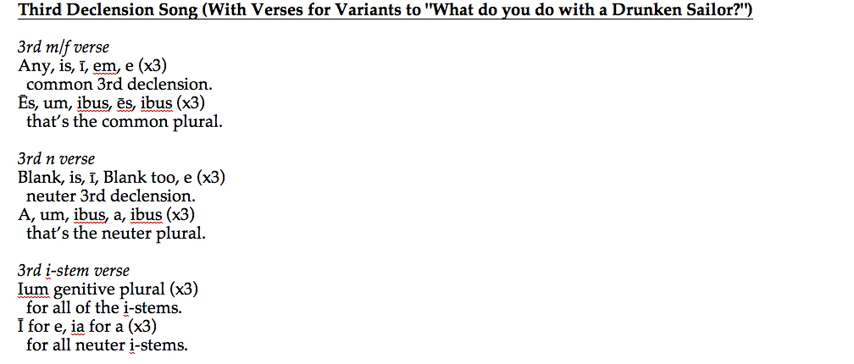 Third Declension Song (With Verses for Variants to "What do you do with a Drunken Sailor?")
3rd m/f verse
Any, is, ī, em, e (x3)
common 3rd declension.
Ēs, um, ibus, ēs, ibus (x3)
that's the common plural.
3rd n verse
Blank, is, ī, Blank too, e (x3)
neuter 3rd declension.
A, um, ibus, a, ibus (x3)
that's the neuter plural.
3rd i-stem verse
Ium genitive plural (x3)
for all of the i-stems.
Ī for e, ia for a (x3)
for all neuter i-stems.